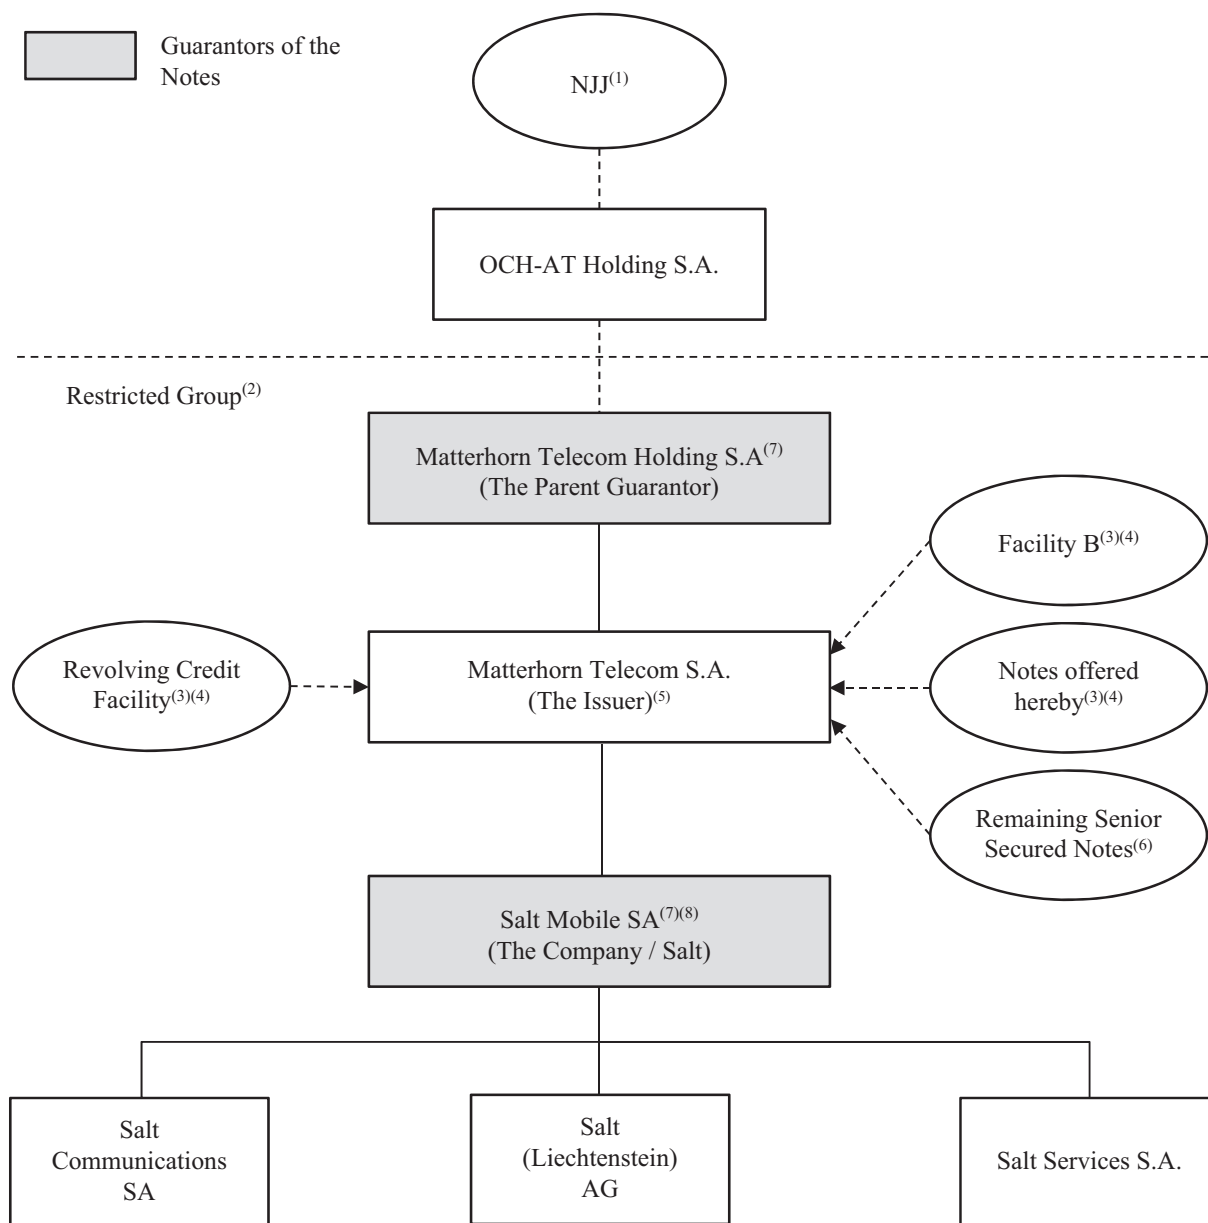 Guarantors of the
Notes
NJJ(1)
OCH-AT Holding S.A.
Restricted Group(2)
Matterhorn Telecom Holding S.A(7)
(The Parent Guarantor)
Facility B(3)(4)
Revolving Credit
Facility(3)(4)
Matterhorn Telecom S.A.
(The Issuer)(5)
Notes offered
hereby(3)(4)
Remaining Senior
Secured Notes(6)
Salt Mobile SA(7)(8)
(The Company / Salt)
Salt
Communications
SA
Salt
(Liechtenstein)
AG
Salt Services S.A.